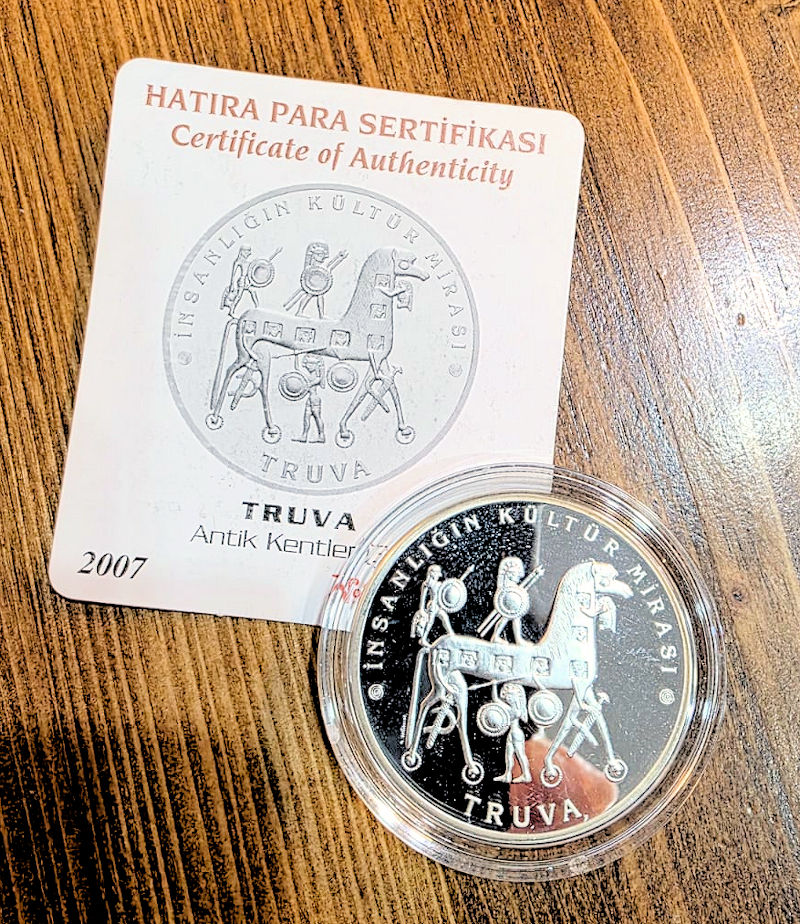 HATIRA PARA SERTİFİKASI
Certificate of Authenticity
İNSANLIĞIN KÜLTÜR MİRASI
TRUVA
TRUVA
Antik Kentler
2007
İNSANLIĞIN KÜLTÜR MİRASI
TRUVA